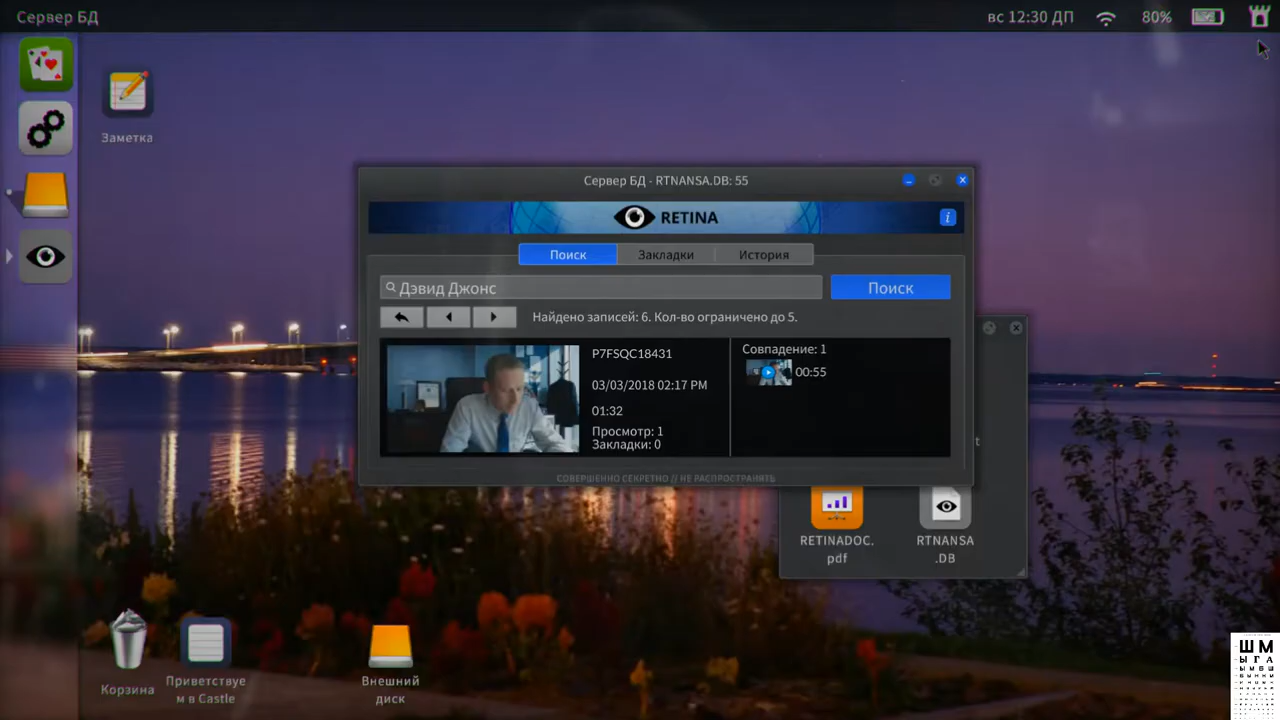 Сервер БД
вс 12:30 ДП
80%
Заметка
Сервер БД - RTNANSA.DB: 55
RETINA
i
Поиск
Закладки
История
Дэвид Джонс
Поиск
Найдено записей: 6. Кол-во ограничено до 5.
P7FSQC18431
03/03/2018 02:17 PM
01:32
Просмотр: 1
Закладки: 0
Совпадение: 1
00:55
СОВЕРШЕННО СЕКРЕТНО // НЕ РАСПРОСТРАНЯТЬ
t
RETINADOC.
pdf
RTNANSA
.DB
Корзина
Приветствуе
м в Castle
Внешний
диск
Ш М
Ы Г А
Ы М Б Ш
Б Ы Н К И